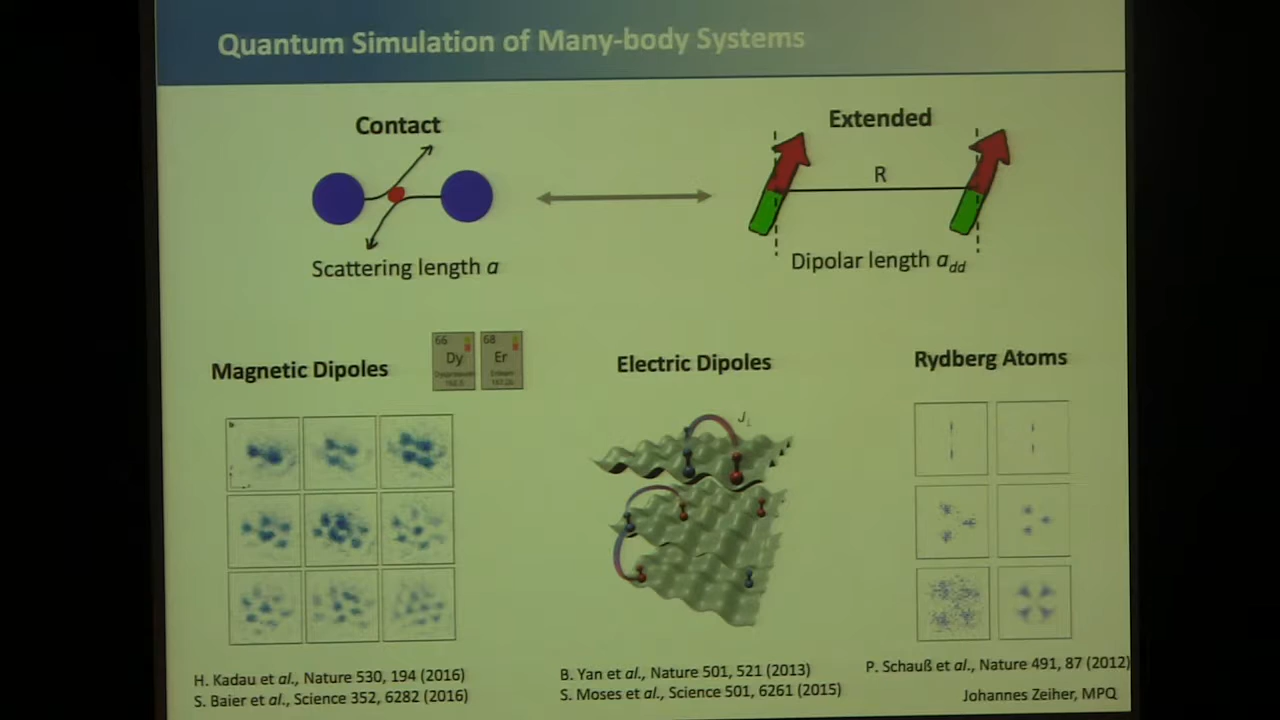 Quantum Simulation of Many-body Systems
Contact
Extended
R
Scattering length a
Dipolar length add
Magnetic Dipoles
66
Dy
68
Er
Electric Dipoles
Rydberg Atoms
J⊥
H. Kadau et al., Nature 530, 194 (2016)
S. Baier et al., Science 352, 6282 (2016)
B. Yan et al., Nature 501, 521 (2013)
S. Moses et al., Science 501, 6261 (2015)
P. Schauß et al., Nature 491, 87 (2012)
Johannes Zeiher, MPQ